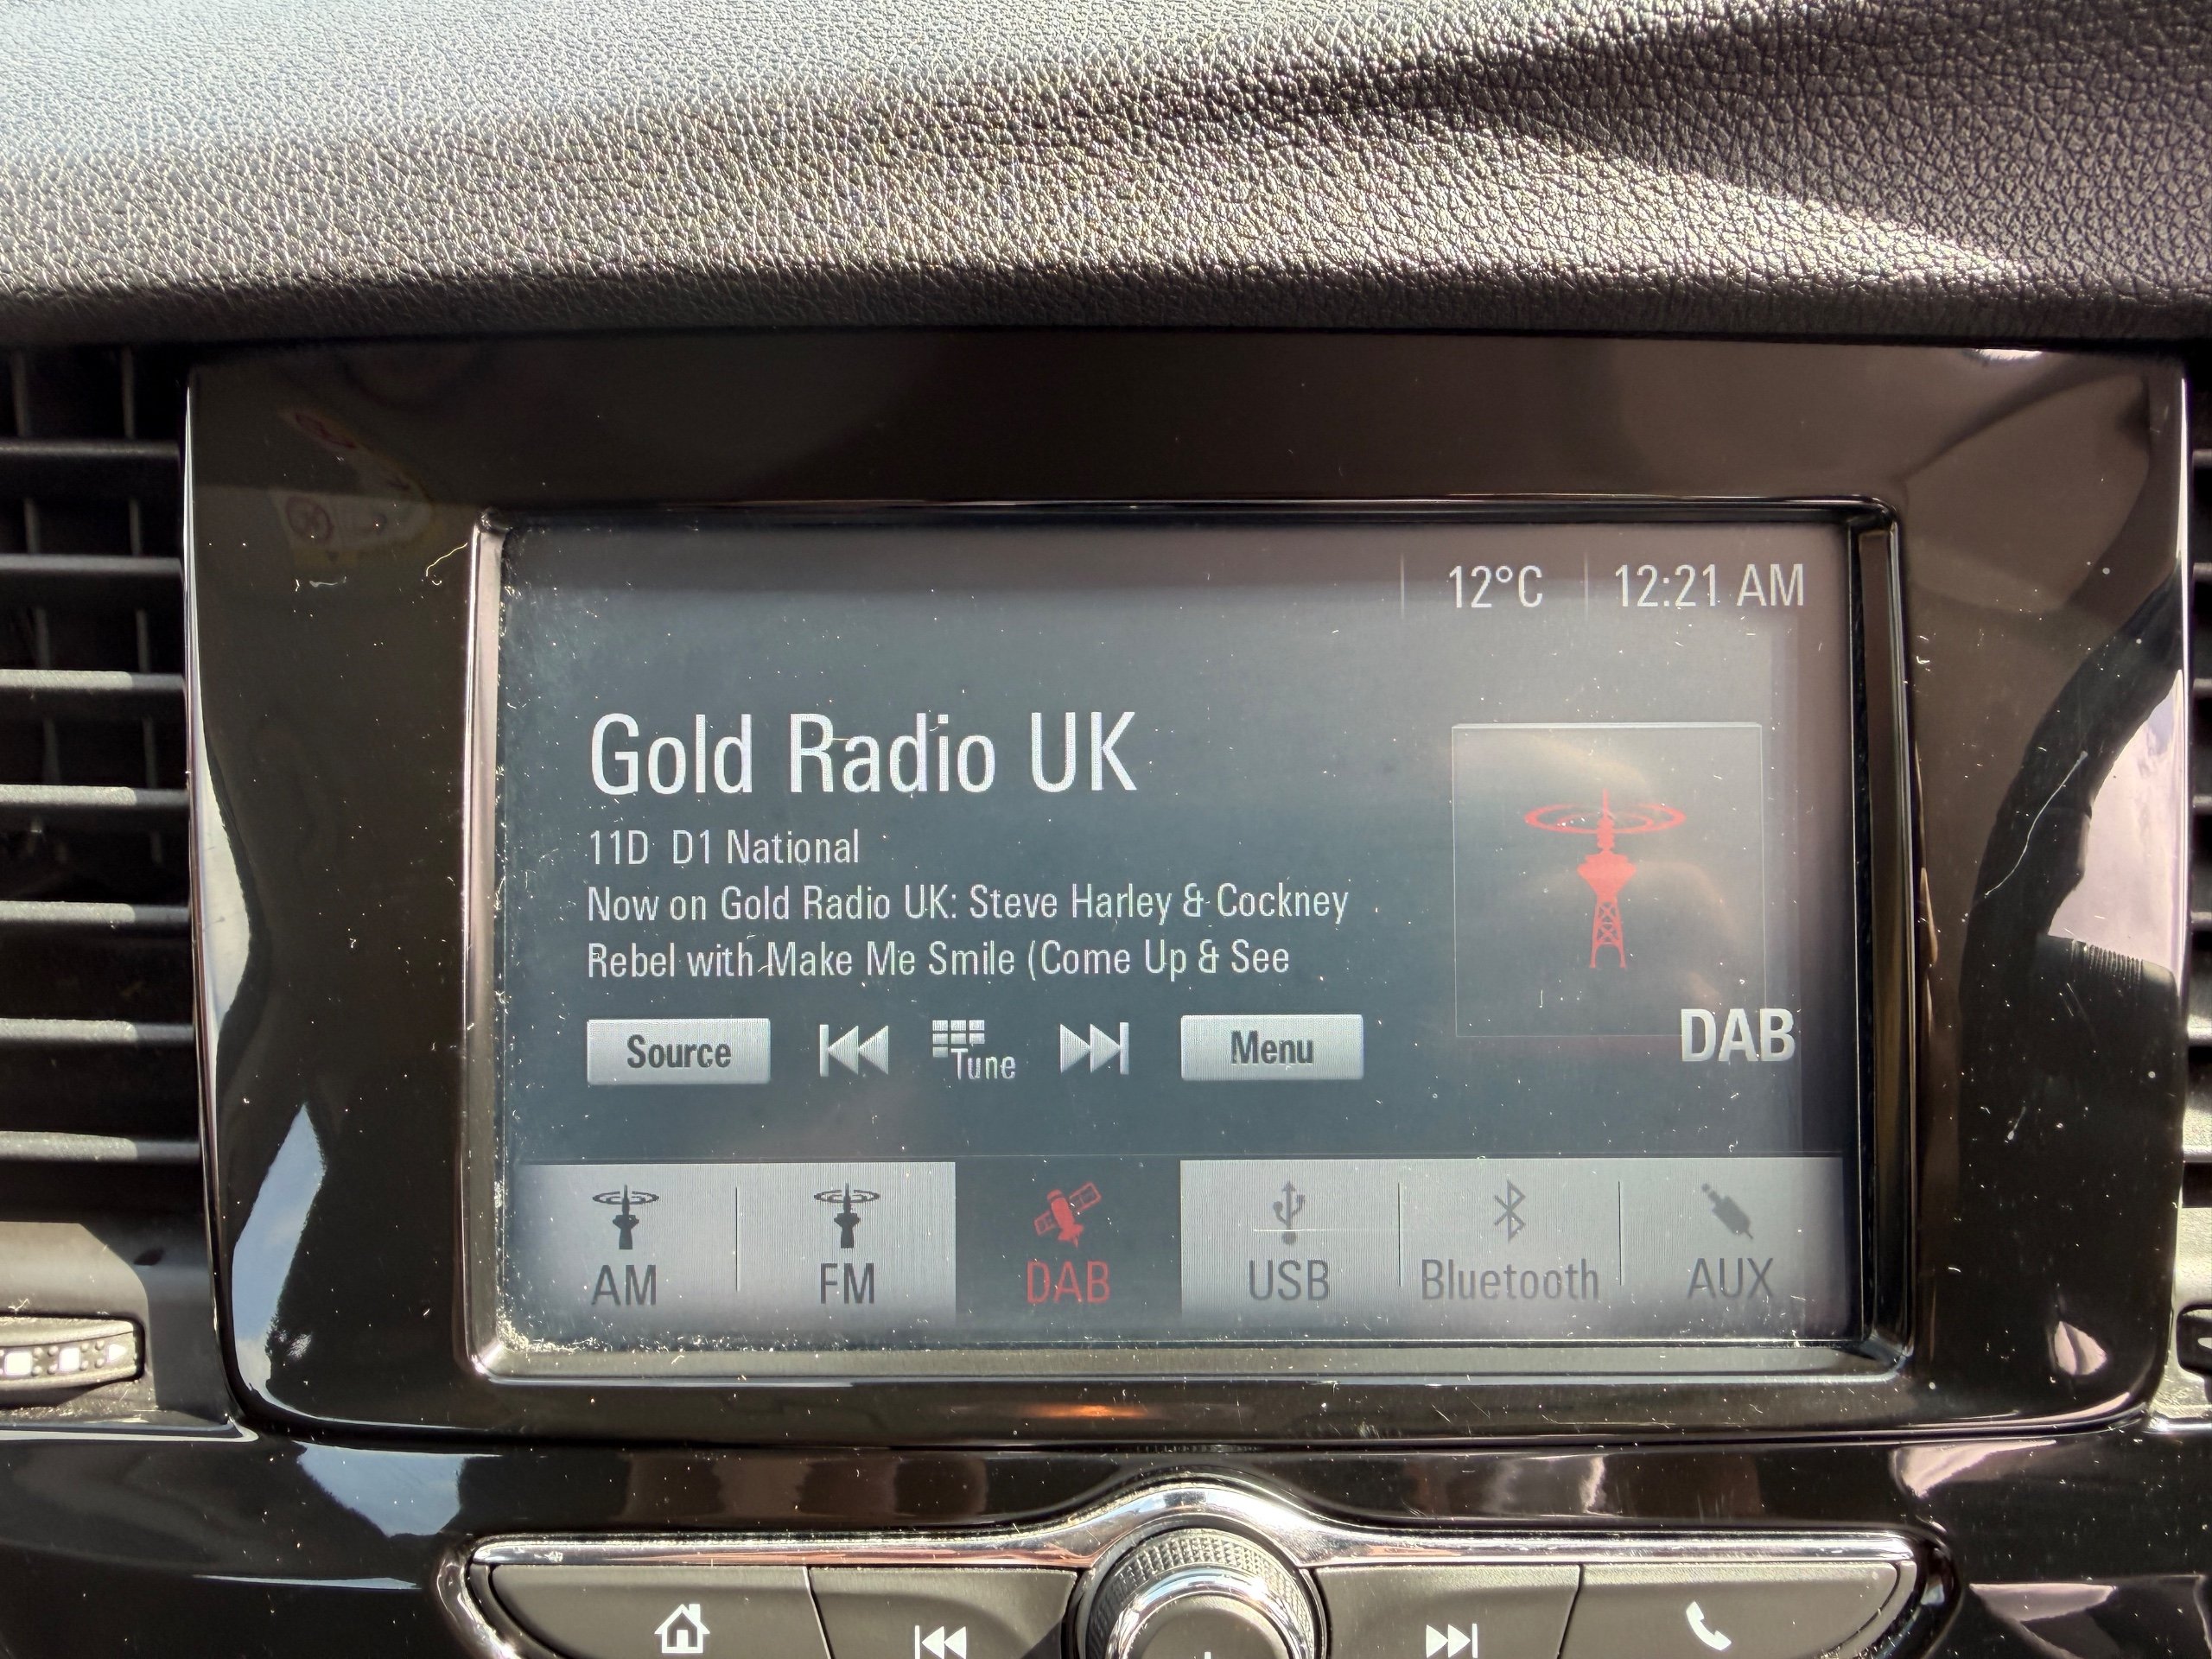 12°C 12:21 AM
Gold Radio UK
11D D1 National
Now on Gold Radio UK: Steve Harley & Cockney
Rebel with Make Me Smile (Come Up & See
DAB
Source Tune Menu
AM FM DAB USB Bluetooth AUX